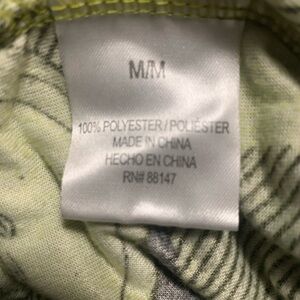 M/M
100% POLYESTER/POLIÉSTER
MADE IN CHINA
HECHO EN CHINA
RN# 88147